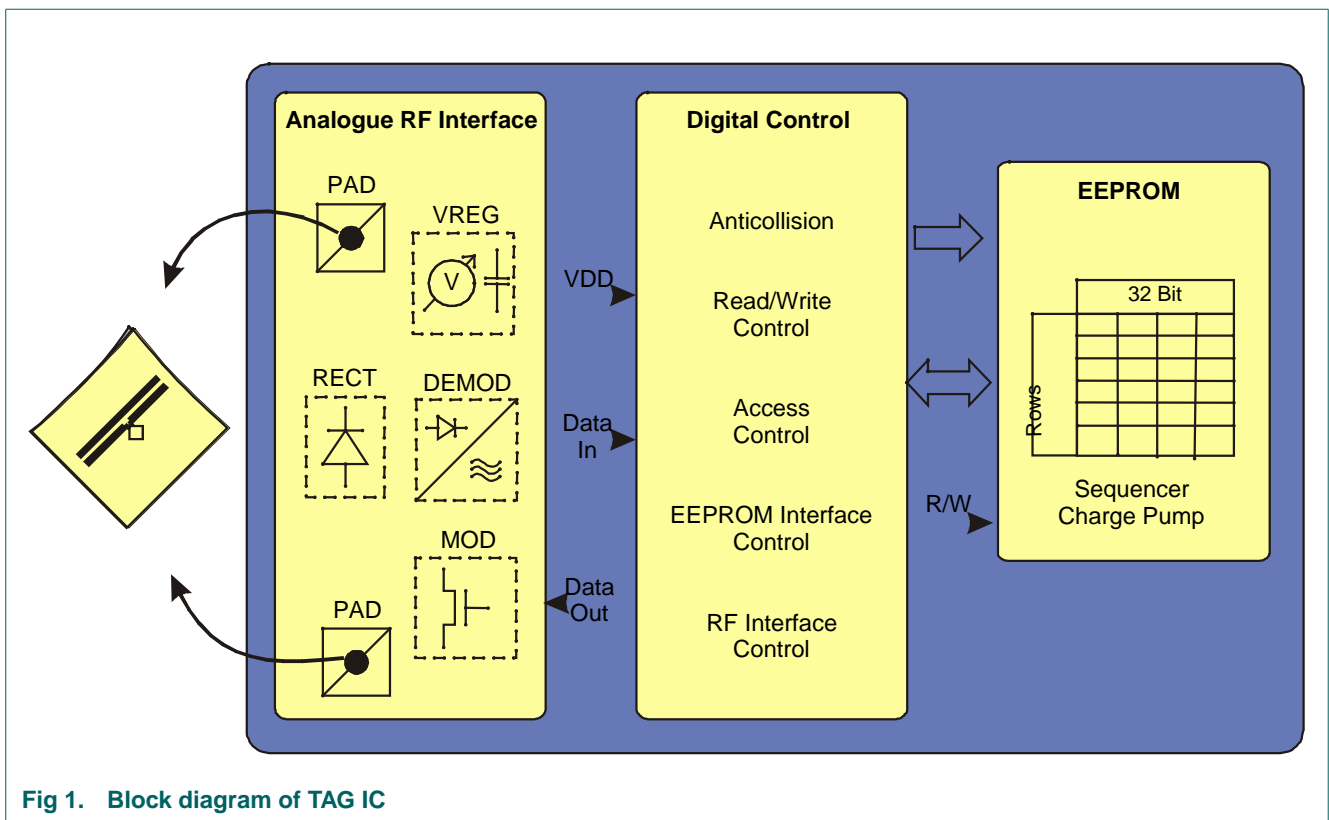 Analogue RF Interface
PAD
VREG
V
RECT
DEMOD
MOD
PAD
VDD
Data
In
Data
Out
Digital Control
Anticollision
Read/Write
Control
Access
Control
EEPROM Interface
Control
RF Interface
Control
R/W
EEPROM
32 Bit
Rows
Sequencer
Charge Pump
Fig 1. Block diagram of TAG IC